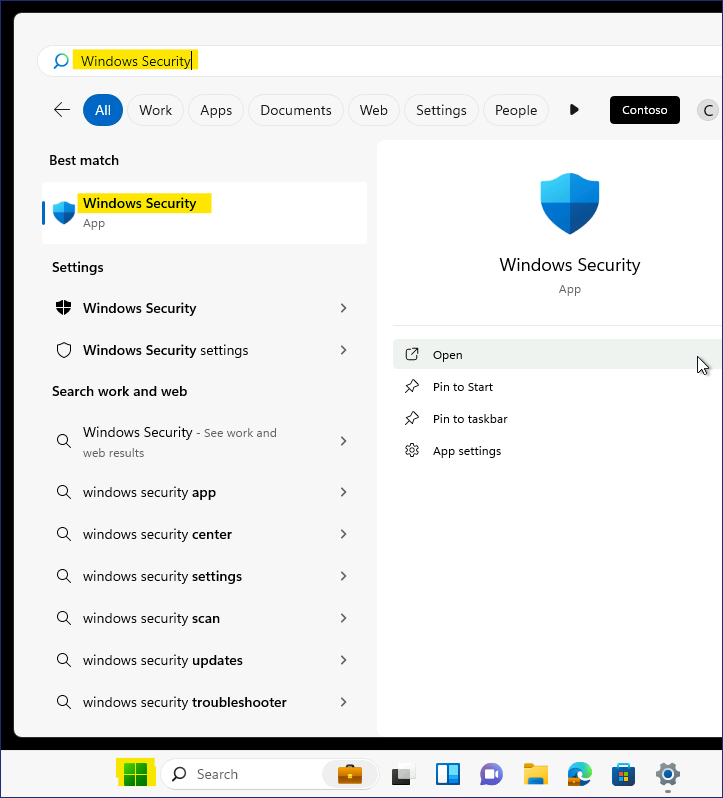 Windows Security
All Work Apps Documents Web Settings People Contoso C
Best match
Windows Security
App
Settings
Windows Security
Windows Security settings
Search work and web
Windows Security - See work and
web results
windows security app
windows security center
windows security settings
windows security scan
windows security updates
windows security troubleshooter
Windows Security
App
Open
Pin to Start
Pin to taskbar
App settings
Search